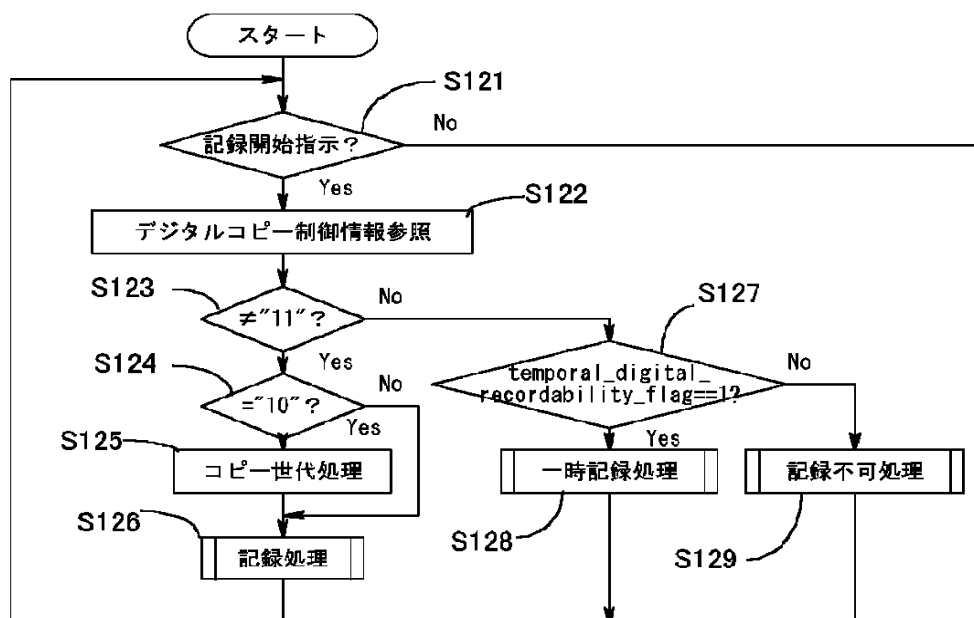 スタート
S121
記録開始指示?
No
Yes
S122
デジタルコピー制御情報参照
S123
≠"11"?
No
S127
Yes
S124
="10"?
No
Yes
temporal_digital_
recordability_flag==1?
No
Yes
S125
コピー世代処理
一時記録処理
記録不可処理
S126
記録処理
S128
S129